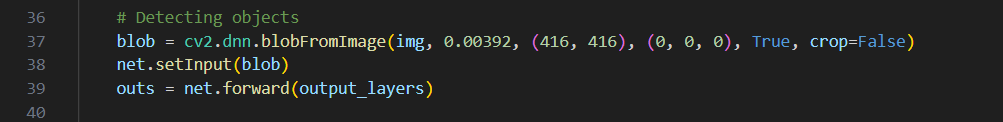 36 # Detecting objects
37 blob = cv2.dnn.blobFromImage(img, 0.00392, (416, 416), (0, 0, 0), True, crop=False)
38 net.setInput(blob)
39 outs = net.forward(output_layers)
40